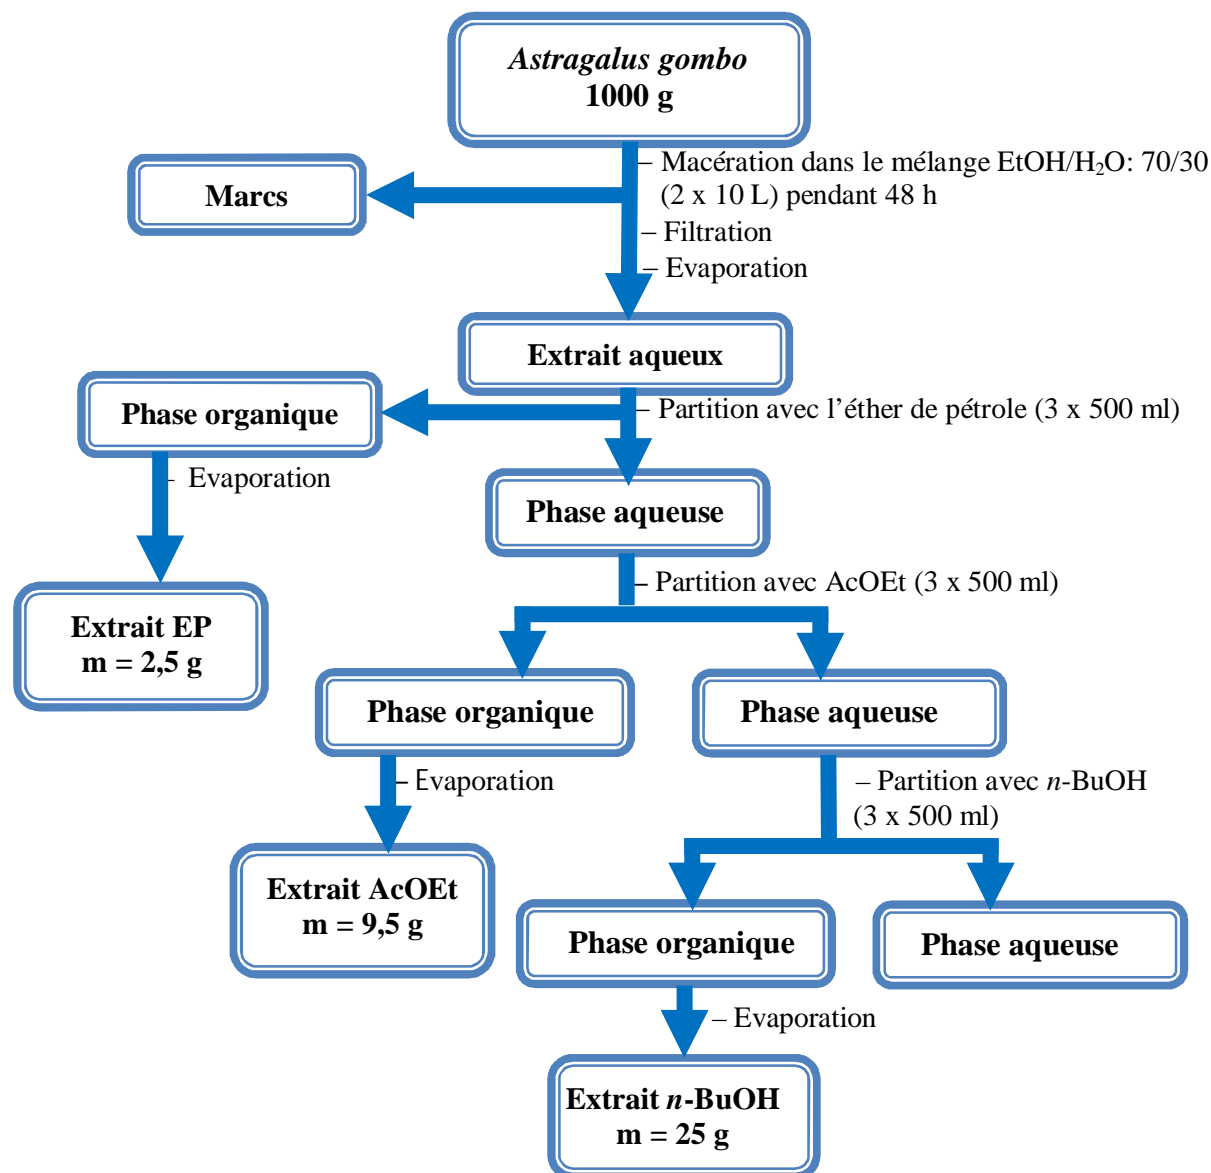 Astragalus gombo
1000 g
– Macération dans le mélange EtOH/H₂O: 70/30
(2 x 10 L) pendant 48 h
Marcs
– Filtration
– Evaporation
Extrait aqueux
Phase organique
– Partition avec l’éther de pétrole (3 x 500 ml)
- Evaporation
Phase aqueuse
– Partition avec AcOEt (3 x 500 ml)
Extrait EP
m = 2,5 g
Phase organique
Phase aqueuse
– Evaporation
– Partition avec n-BuOH
(3 x 500 ml)
Extrait AcOEt
m = 9,5 g
Phase organique
Phase aqueuse
– Evaporation
Extrait n-BuOH
m = 25 g